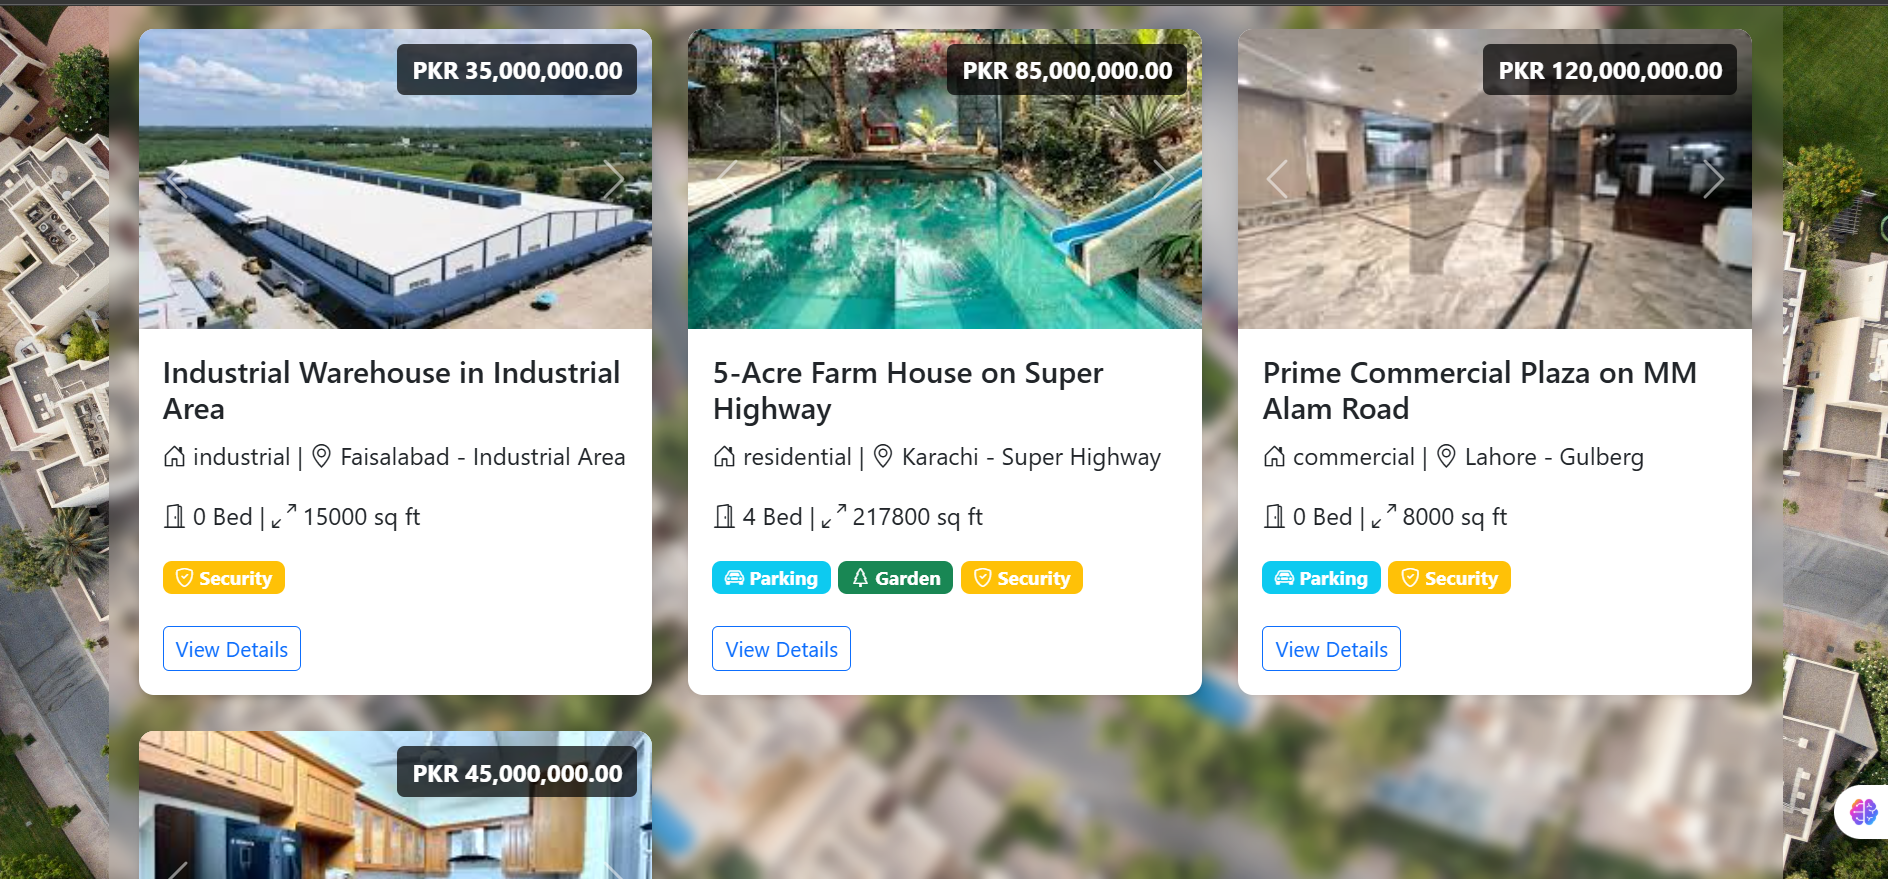 PKR 35,000,000.00
Industrial Warehouse in Industrial
Area
industrial | Faisalabad - Industrial Area
0 Bed | 15000 sq ft
Security
View Details
PKR 85,000,000.00
5-Acre Farm House on Super
Highway
residential | Karachi - Super Highway
4 Bed | 217800 sq ft
Parking Garden Security
View Details
PKR 120,000,000.00
Prime Commercial Plaza on MM
Alam Road
commercial | Lahore - Gulberg
0 Bed | 8000 sq ft
Parking Security
View Details
PKR 45,000,000.00